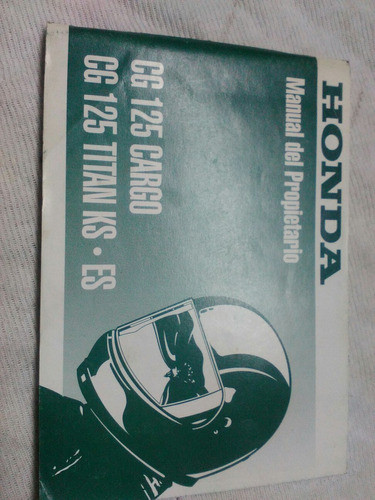 HONDA
Manual del Propietario
CG 125 CARGO
CG 125 TITAN KS • ES